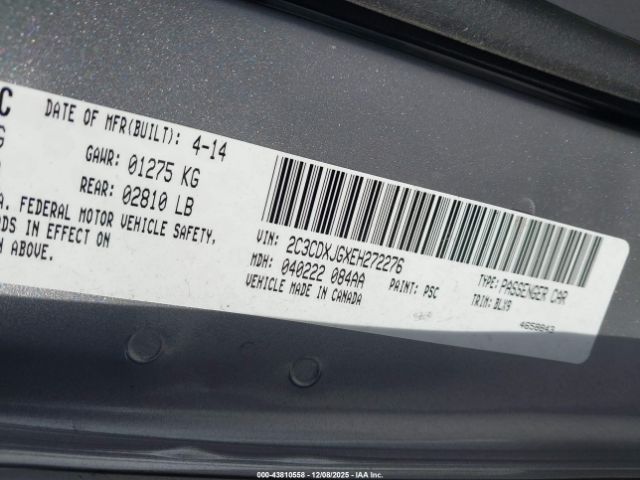 C
DATE OF MFR(BUILT): 4-14
G
GAWR: 01275 KG
REAR: 02810 LB
A. FEDERAL MOTOR VEHICLE SAFETY,
RDS IN EFFECT ON
N ABOVE.
VIN: 2C3CDXJGXEH272276
MDH: 040222 084AA
PAINT: PSC
VEHICLE MADE IN CANADA
TYPE: PASSENGER CAR
TRIM: BLX9
4658843
000-43810558 - 12/08/2025 - IAA Inc.